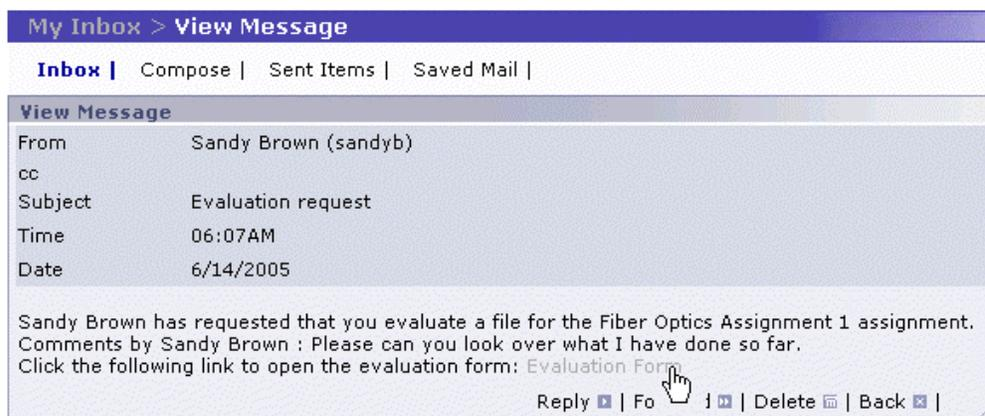 My Inbox > View Message
Inbox | Compose | Sent Items | Saved Mail |
View Message
From Sandy Brown (sandyb)
cc
Subject Evaluation request
Time 06:07AM
Date 6/14/2005
Sandy Brown has requested that you evaluate a file for the Fiber Optics Assignment 1 assignment.
Comments by Sandy Brown : Please can you look over what I have done so far.
Click the following link to open the evaluation form: Evaluation Form
Reply | | Delete | Back |